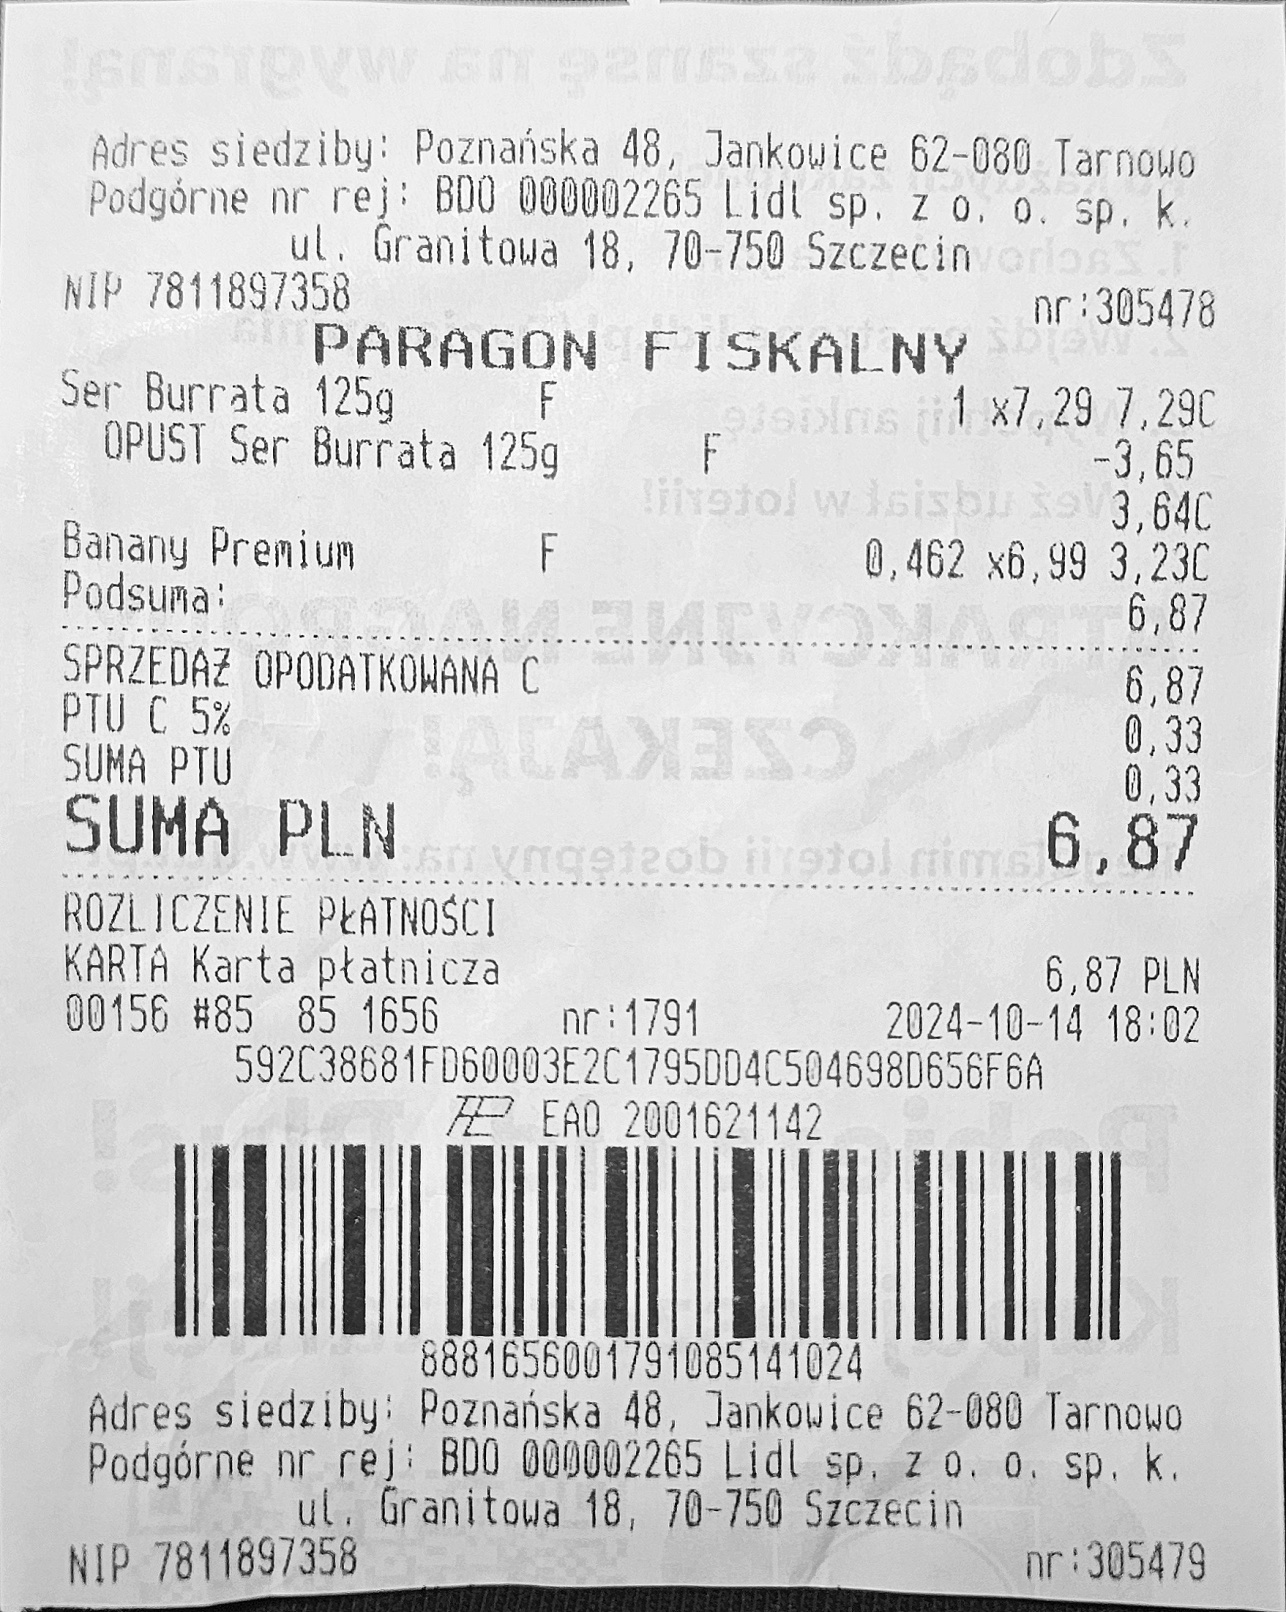 Adres siedziby: Poznańska 48, Jankowice 62-080 Tarnowo
Podgórne nr rej: BDO 000002265 Lidl sp. z o. o. sp. k.
ul. Granitowa 18, 70-750 Szczecin
NIP 7811897358 nr:305478
PARAGON FISKALNY
Ser Burrata 125g F 1 x7,29 7,29C
OPUST Ser Burrata 125g F -3,65
3,64C
Banany Premium F 0,462 x6,99 3,23C
Podsuma: 6,87
SPRZEDAŻ OPODATKOWANA C 6,87
PTU C 5% 0,33
SUMA PTU 0,33
SUMA PLN 6,87
ROZLICZENIE PŁATNOŚCI
KARTA Karta płatnicza 6,87 PLN
00156 #85 85 1656 nr:1791 2024-10-14 18:02
592C38681FD60003E2C1795DD4C504698D656F6A
EAO 2001621142
8881656001791085141024
Adres siedziby: Poznańska 48, Jankowice 62-080 Tarnowo
Podgórne nr rej: BDO 000002265 Lidl sp. z o. o. sp. k.
ul. Granitowa 18, 70-750 Szczecin
NIP 7811897358 nr:305479